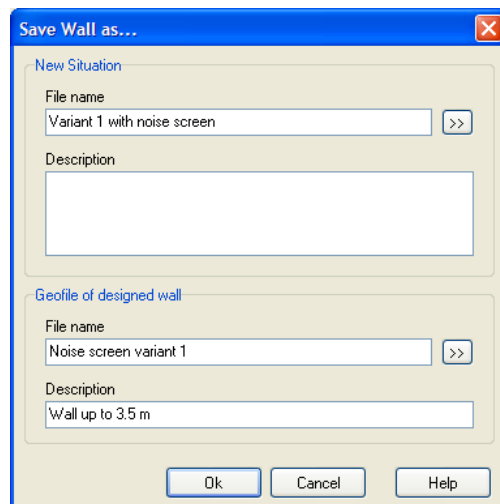 Save Wall as...
New Situation
File name
Variant 1 with noise screen
>>
Description
Geofile of designed wall
File name
Noise screen variant 1
>>
Description
Wall up to 3.5 m
Ok Cancel Help